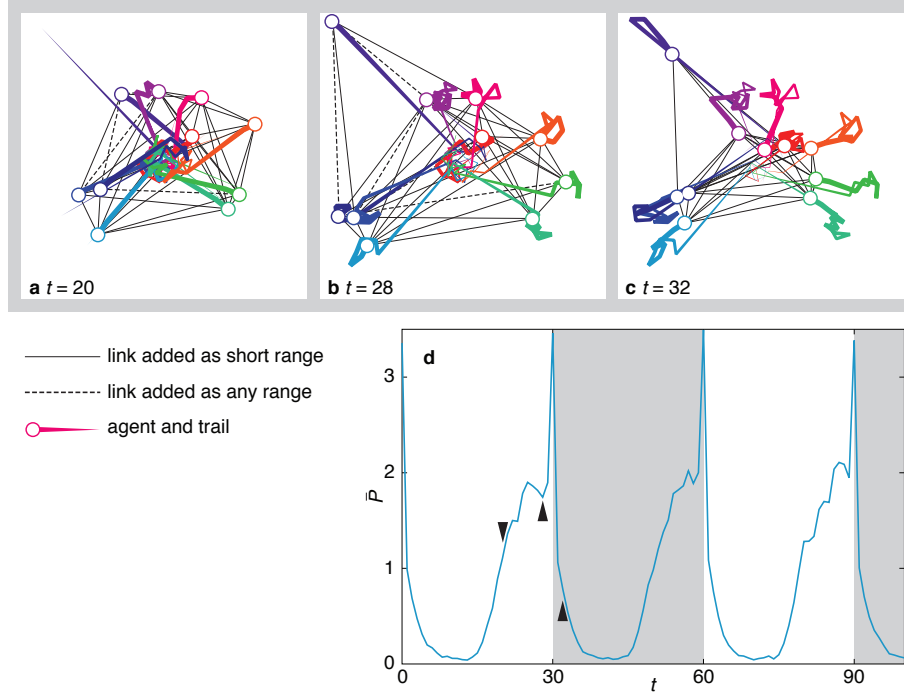 a t = 20
b t = 28
c t = 32
link added as short range
link added as any range
agent and trail
d
3
2
1
0
P̄
0
30
60
90
t